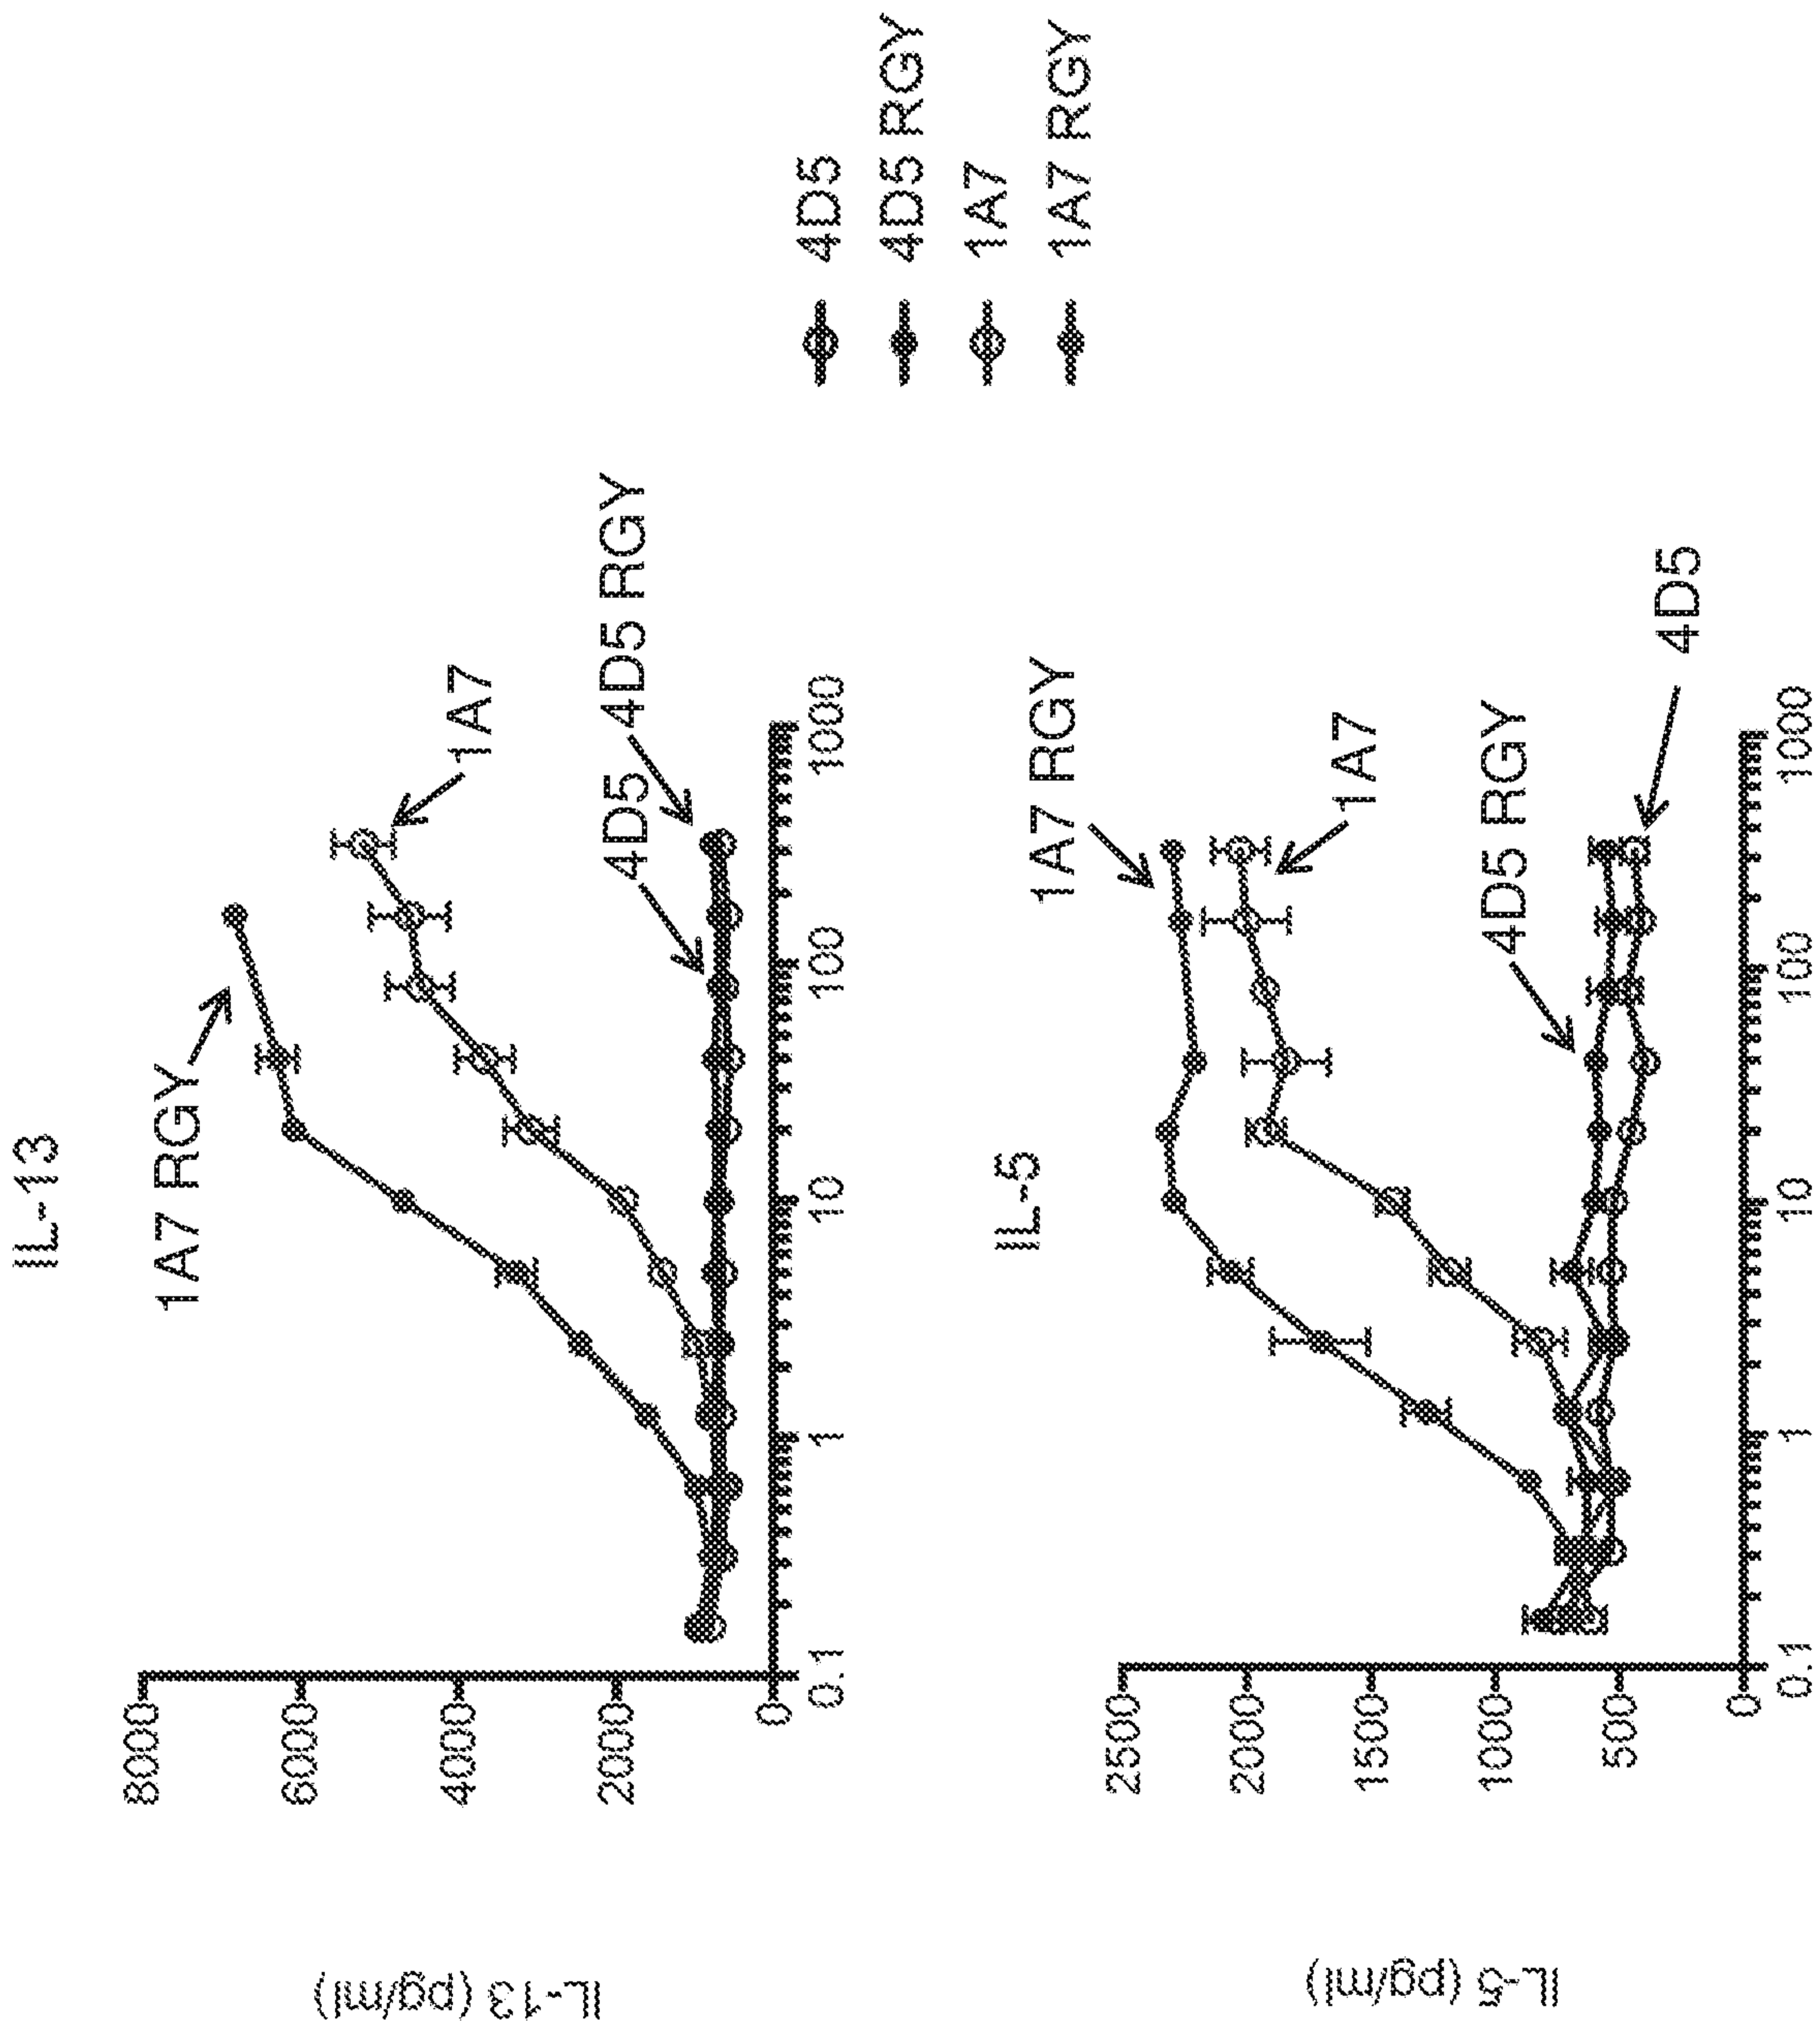 IL-13
IL-13 (pg/ml)
8000
6000
4000
2000
0
0.1
1
10
100
1000
1A7 RGY
1A7
4D5
4D5 RGY
4D5
4D5 RGY
1A7
1A7 RGY
IL-5
IL-5 (pg/ml)
2500
2000
1500
1000
500
0
0.1
1
10
100
1000
1A7 RGY
1A7
4D5 RGY
4D5